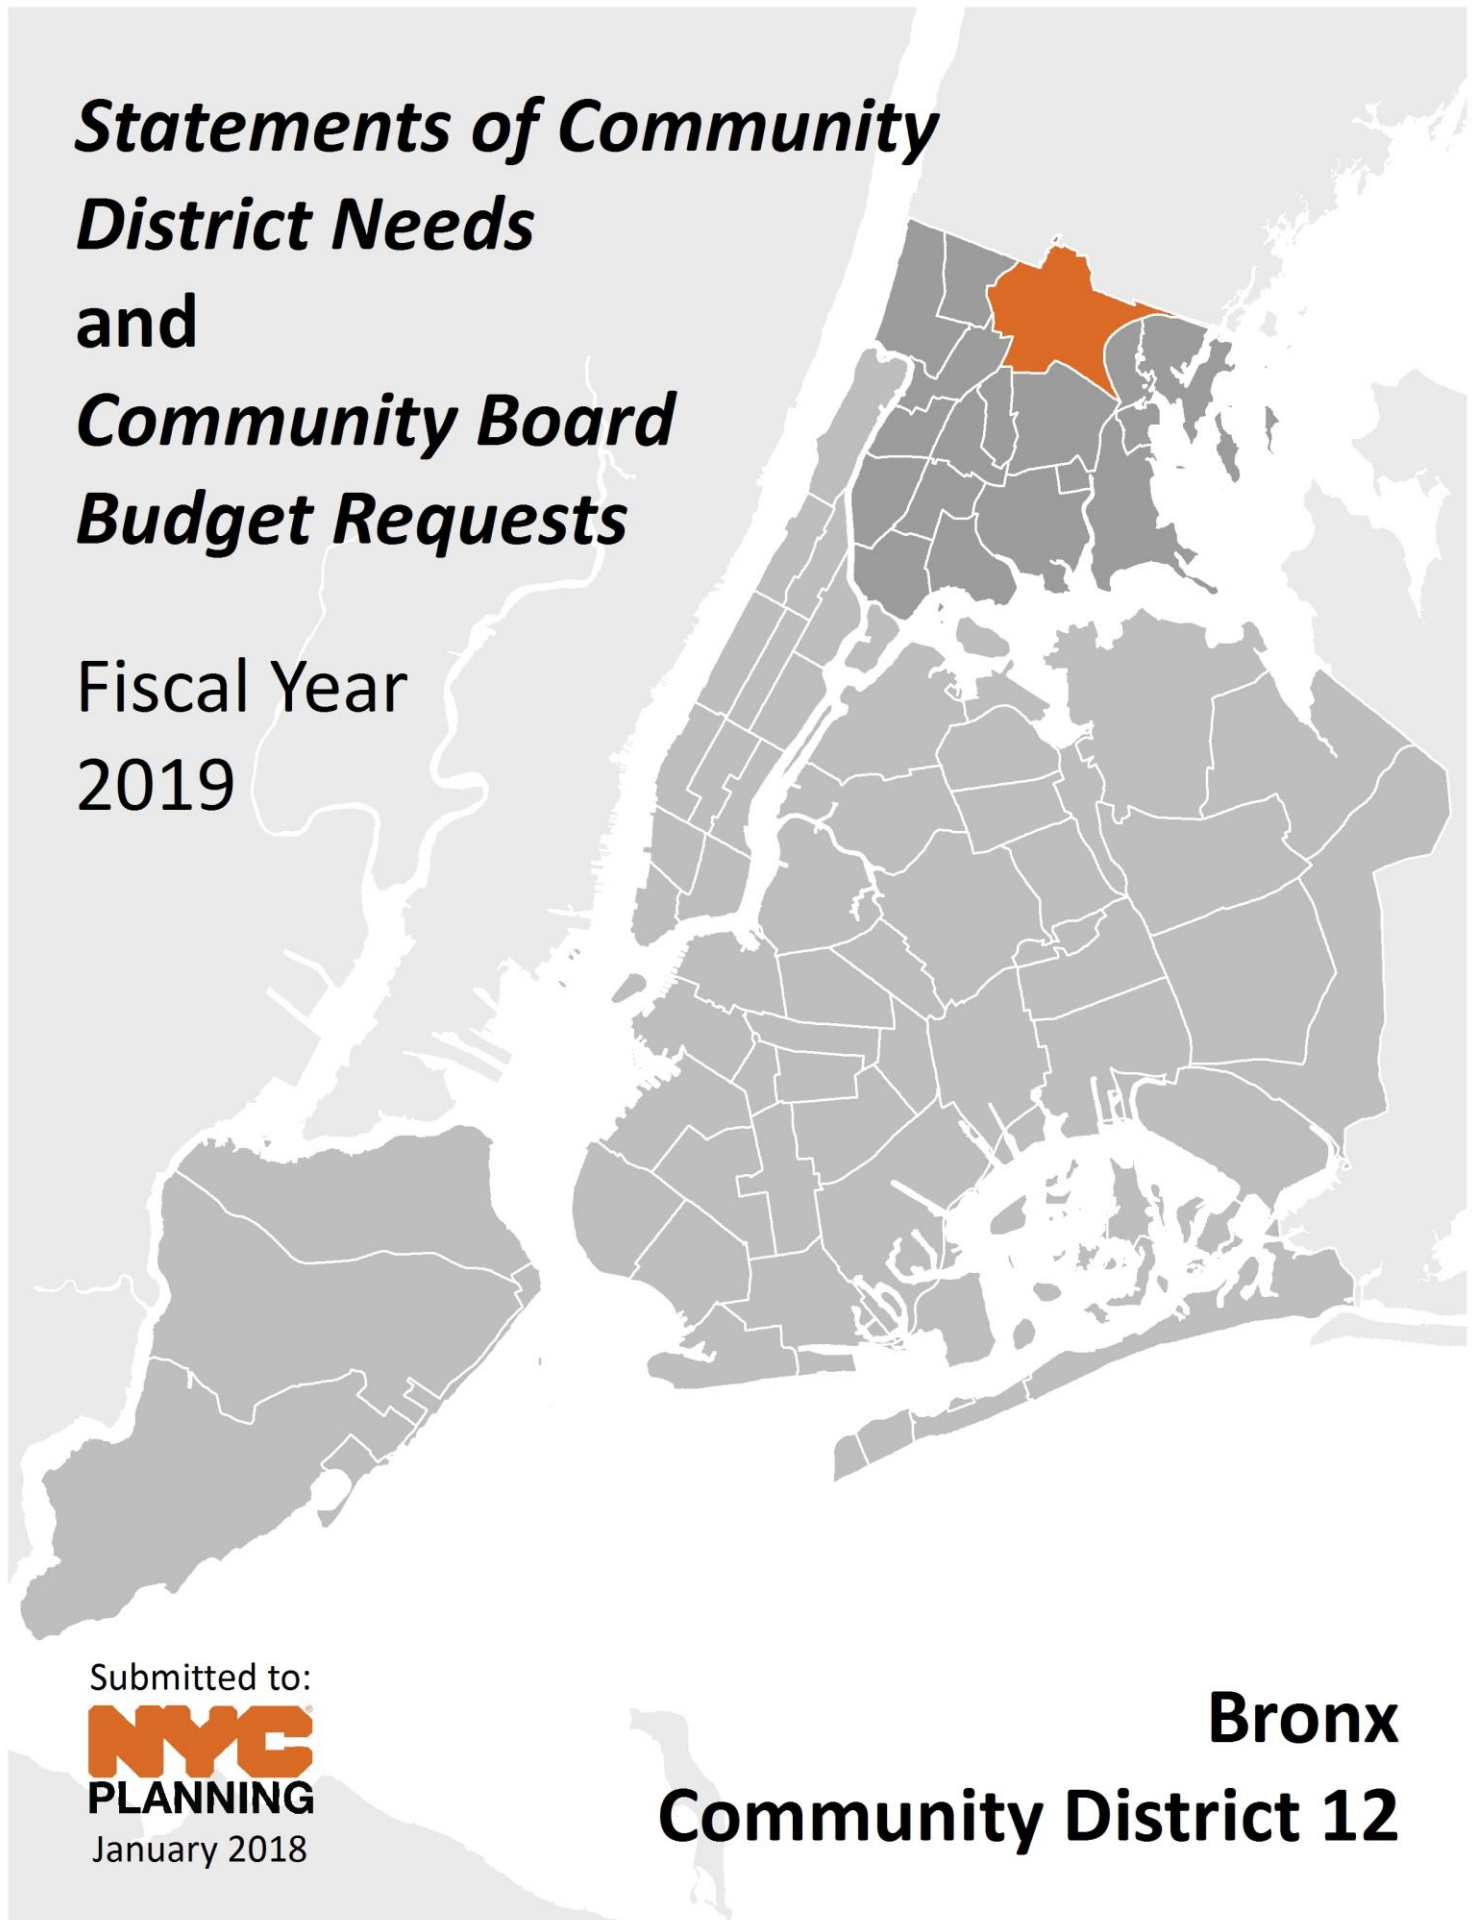 Statements of Community
District Needs
and
Community Board
Budget Requests
Fiscal Year
2019
Submitted to:
NYC®
PLANNING
January 2018
Bronx
Community District 12